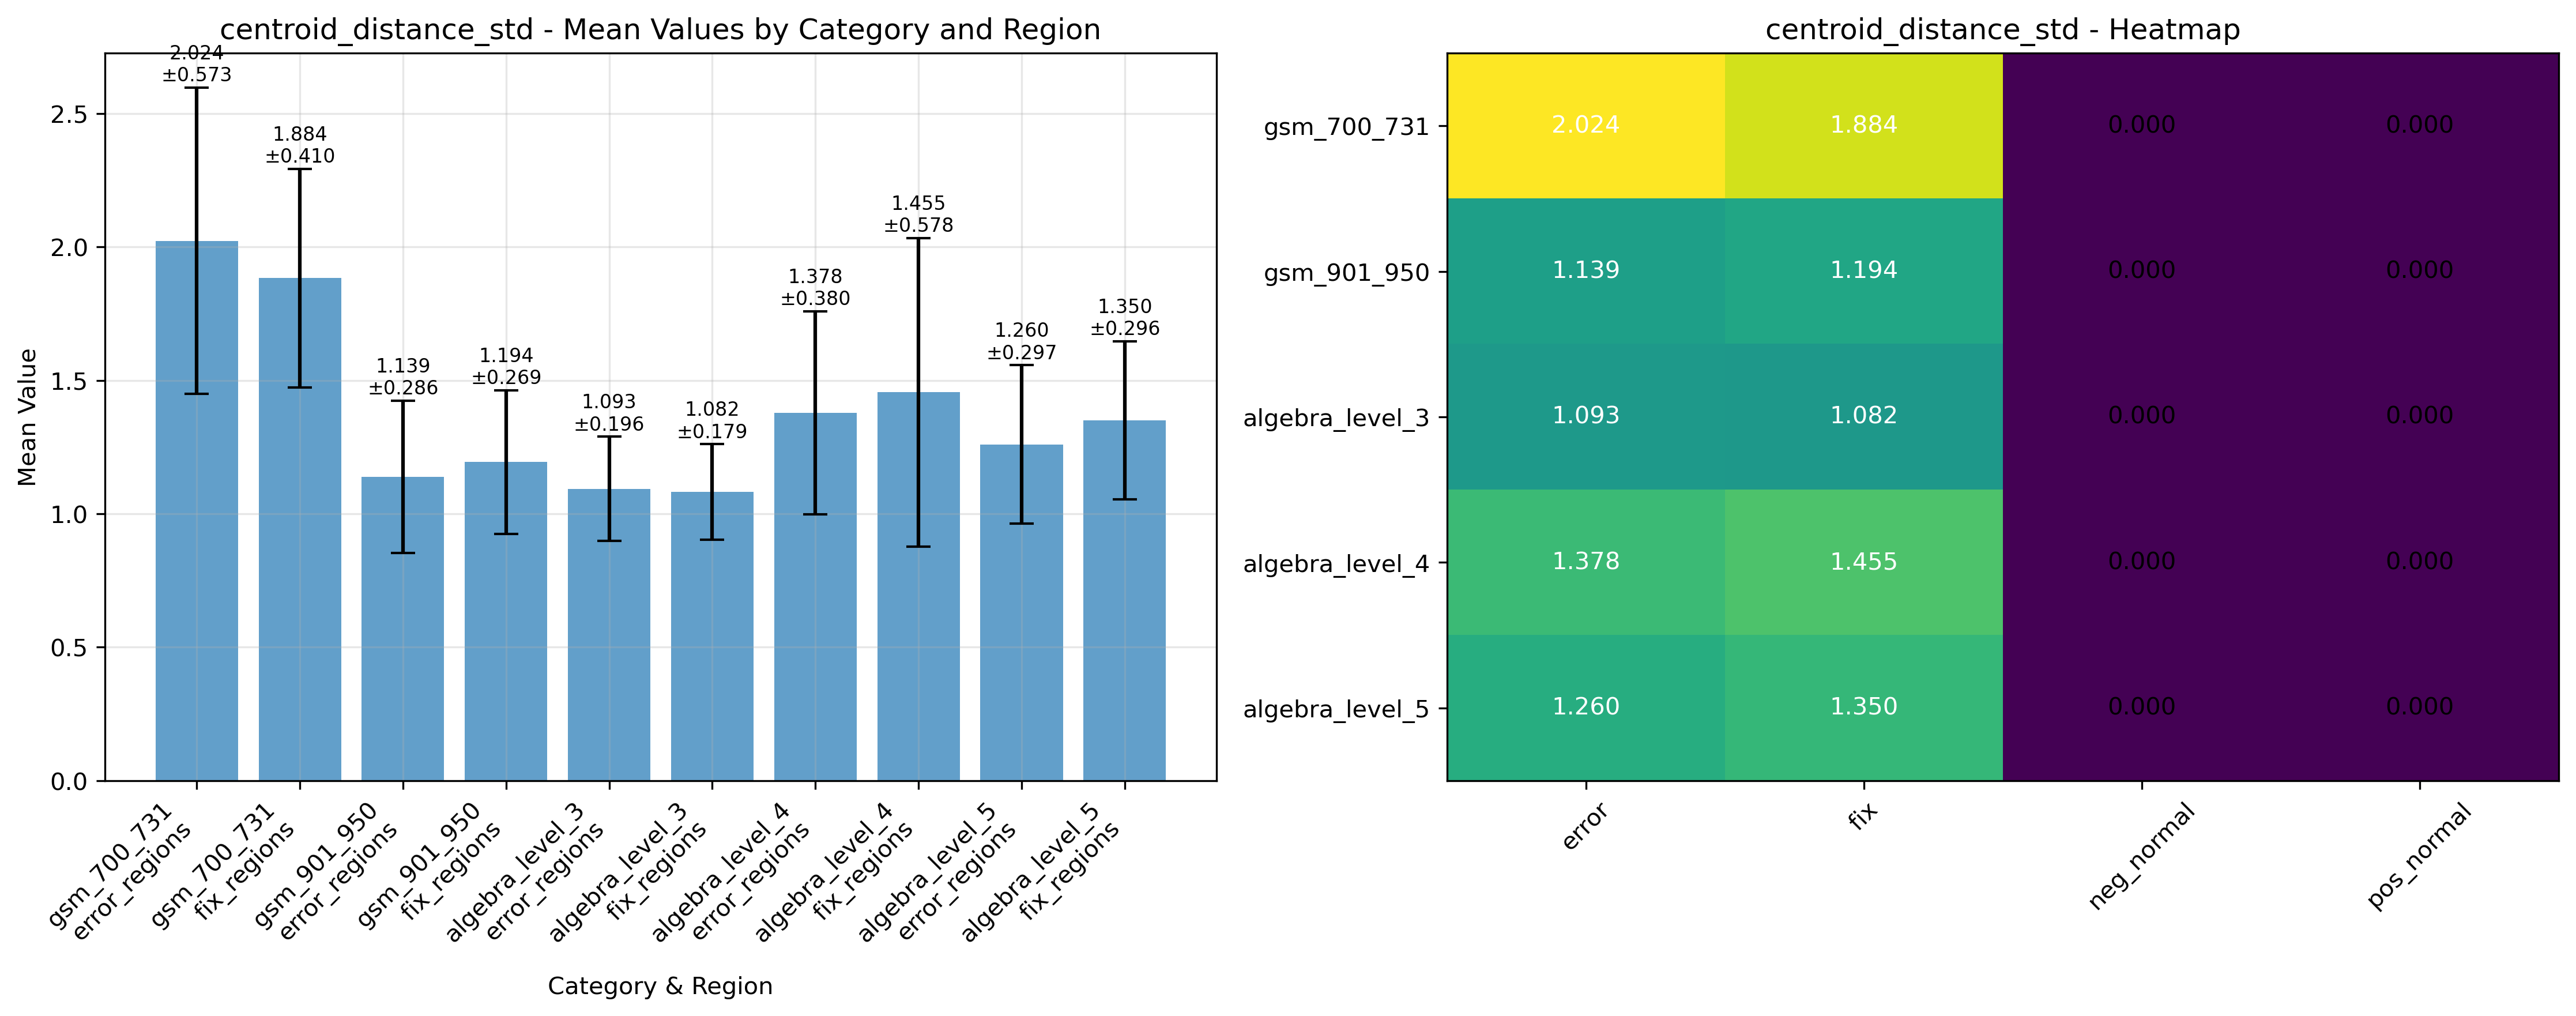 centroid_distance_std - Mean Values by Category and Region
2.024
±0.573
1.884
±0.410
1.139
±0.286
1.194
±0.269
1.093
±0.196
1.082
±0.179
1.378
±0.380
1.455
±0.578
1.260
±0.297
1.350
±0.296
Mean Value
2.5
2.0
1.5
1.0
0.5
0.0
gsm_700_731
error_regions
gsm_700_731
fix_regions
gsm_901_950
error_regions
gsm_901_950
fix_regions
algebra_level_3
error_regions
algebra_level_3
fix_regions
algebra_level_4
error_regions
algebra_level_4
fix_regions
algebra_level_5
error_regions
algebra_level_5
fix_regions
Category & Region
centroid_distance_std - Heatmap
gsm_700_731 2.024 1.884 0.000 0.000
gsm_901_950 1.139 1.194 0.000 0.000
algebra_level_3 1.093 1.082 0.000 0.000
algebra_level_4 1.378 1.455 0.000 0.000
algebra_level_5 1.260 1.350 0.000 0.000
error fix neg_normal pos_normal